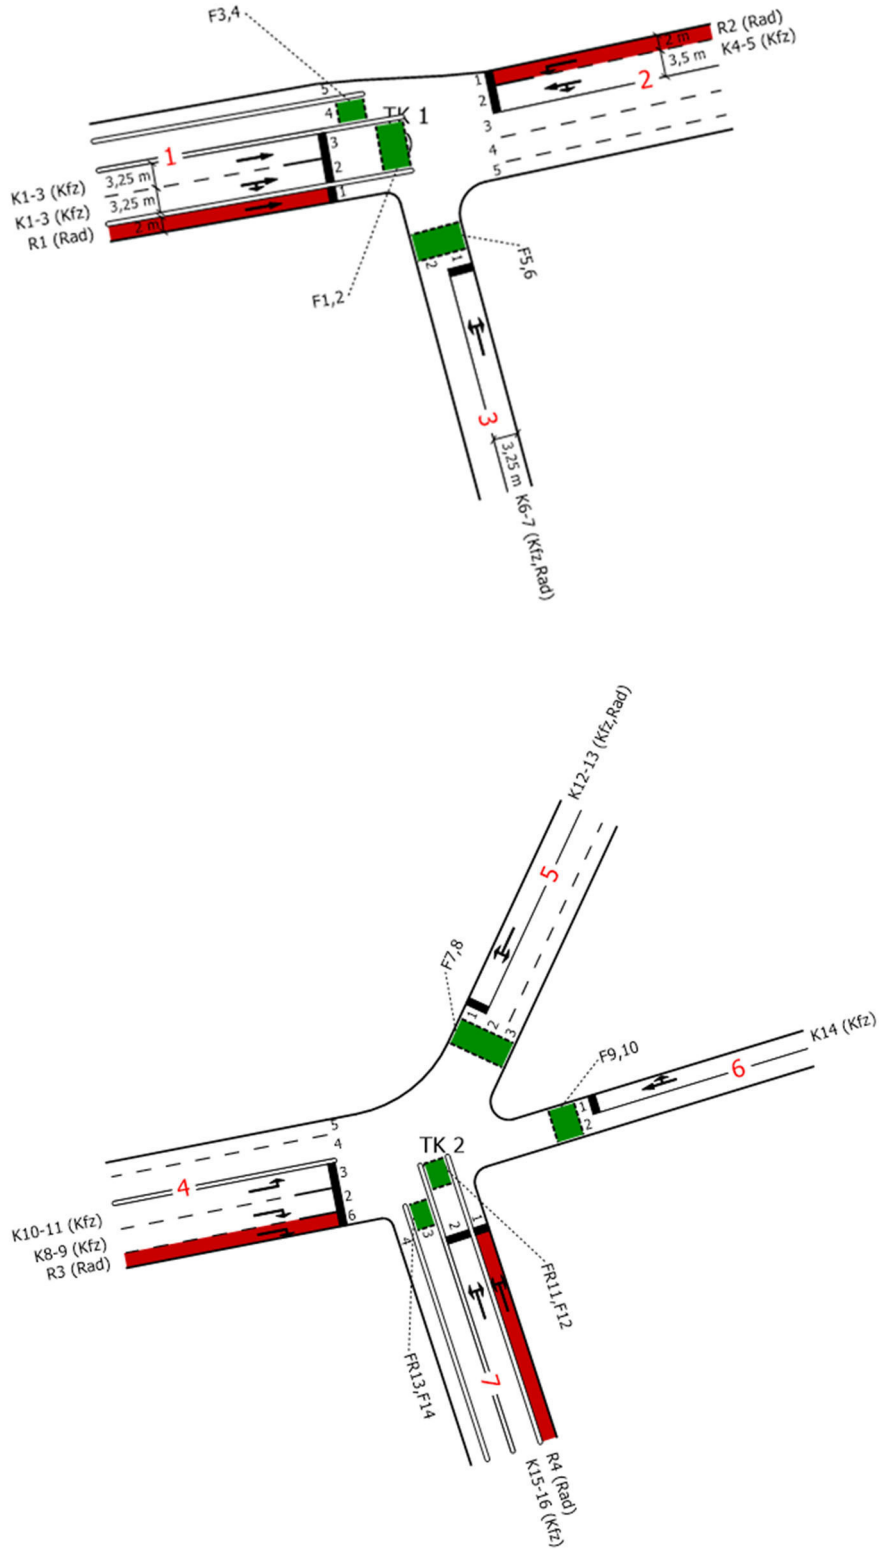 F3,4
R2 (Rad)
K4-5 (Kfz)
2 m
3,5 m
2
1
2
3
4
5
5
4
TK 1
1
3
2
1
3,25 m
3,25 m
2 m
K1-3 (Kfz)
K1-3 (Kfz)
R1 (Rad)
F1,2
F5,6
2
1
3
3,25 m
K6-7 (Kfz,Rad)
K12-13 (Kfz,Rad)
5
F7,8
1
2
3
K14 (Kfz)
F9,10
6
1
2
TK 2
5
4
3
2
6
4
K10-11 (Kfz)
K8-9 (Kfz)
R3 (Rad)
4
3
2
1
FR11,F12
FR13,F14
7
R4 (Rad)
K15-16 (Kfz)